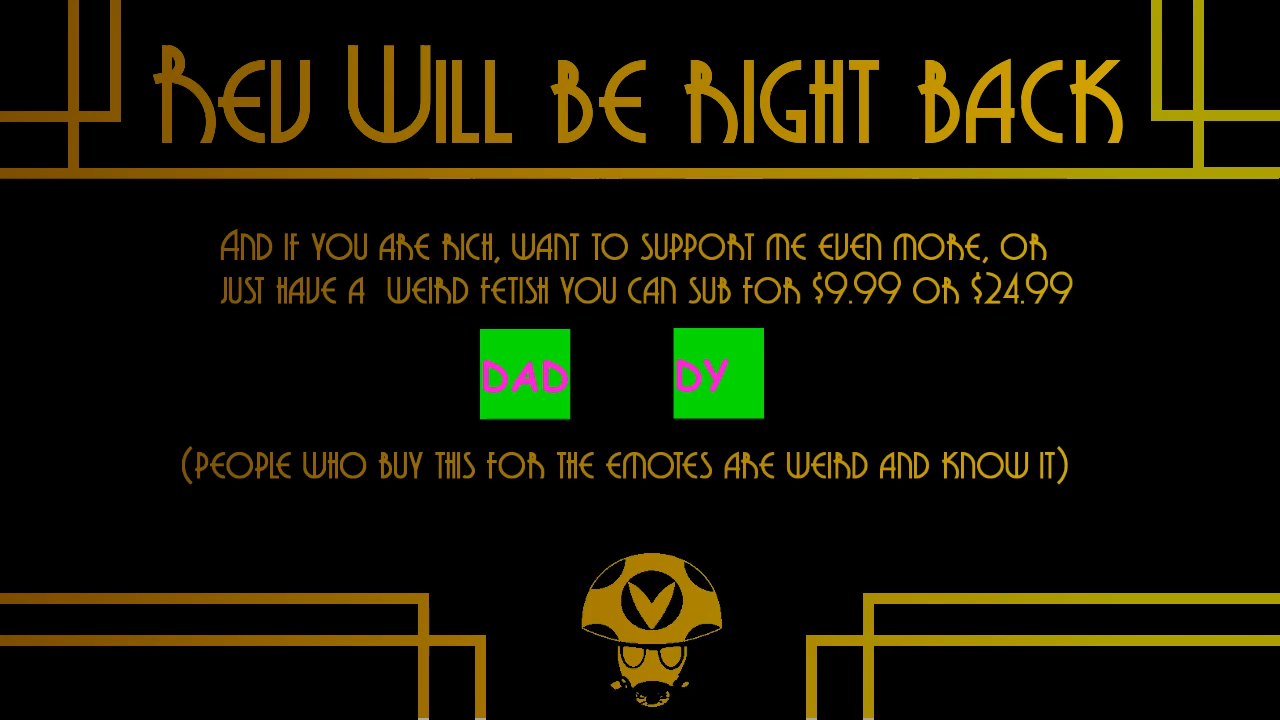 Rev Will be right back
And if you are rich, want to support me even more, or
just have a weird fetish you can sub for $9.99 or $24.99
DAD DY
(people who buy this for the emotes are weird and know it)